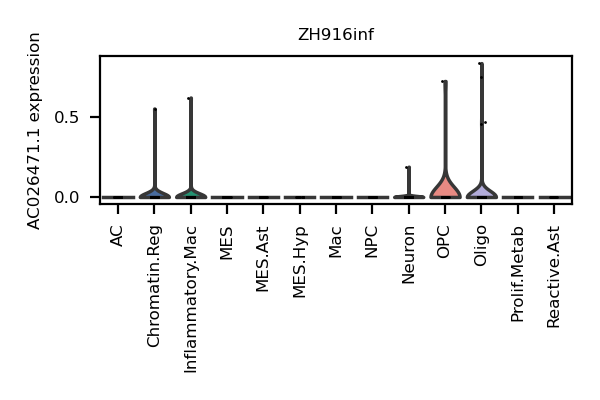 ZH916inf
AC026471.1 expression
0.5
0.0
AC
Chromatin.Reg
Inflammatory.Mac
MES
MES.Ast
MES.Hyp
Mac
NPC
Neuron
OPC
Oligo
Prolif.Metab
Reactive.Ast